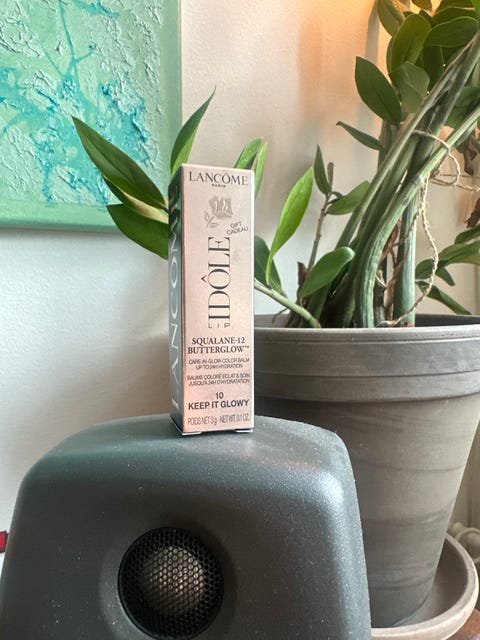 LANCÔME
PARIS
GIFT
CADEAU
LIP
IDÔLE
SQUALANE-12
BUTTERGLOW™
CARE-IN-GLOW COLOR BALM
UP TO 24H HYDRATION
BAUME COLORÉ ÉCLAT & SOIN
JUSQU'À 24H D'HYDRATATION
10
KEEP IT GLOWY
POIDS NET 3g - NET WT. 0.1 OZ.
LANCÔME